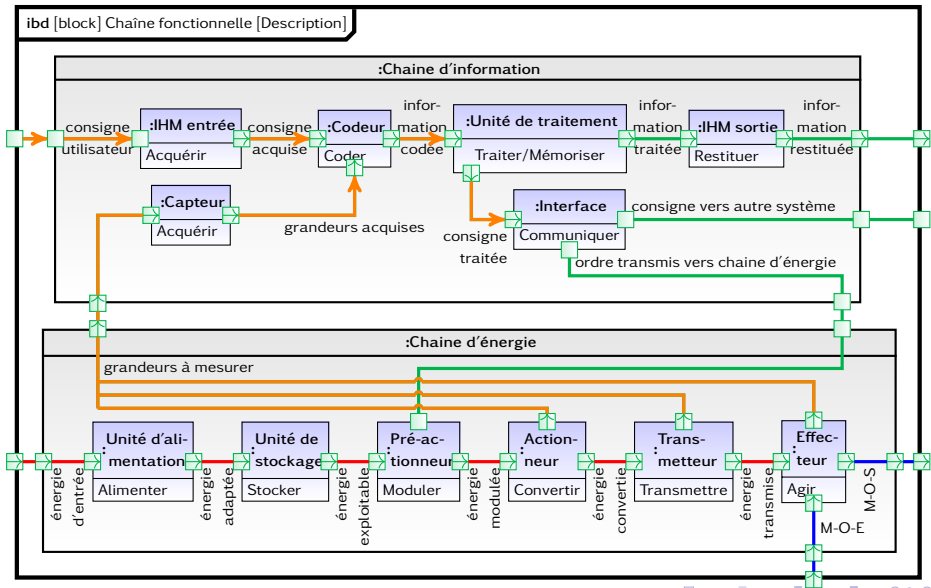 ibd [block] Chaîne fonctionnelle [Description]
:Chaine d'information
consigne
utilisateur
:IHM entrée
Acquérir
consigne
acquise
:Codeur
Coder
infor-
mation
codée
:Unité de traitement
Traiter/Mémoriser
infor-
mation
traitée
:IHM sortie
Restituer
infor-
mation
restituée
:Capteur
Acquérir
grandeurs acquises
consigne
traitée
:Interface
Communiquer
consigne vers autre système
ordre transmis vers chaine d'énergie
:Chaine d'énergie
grandeurs à mesurer
énergie
d'entrée
:Unité d'ali-
mentation
Alimenter
énergie
adaptée
:Unité de
stockage
Stocker
énergie
exploitable
:Pré-ac-
tionneur
Moduler
énergie
modulée
:Action-
neur
Convertir
énergie
convertie
:Trans-
metteur
Transmettre
énergie
transmise
:Effec-
teur
Agir
M-O-S
M-O-E